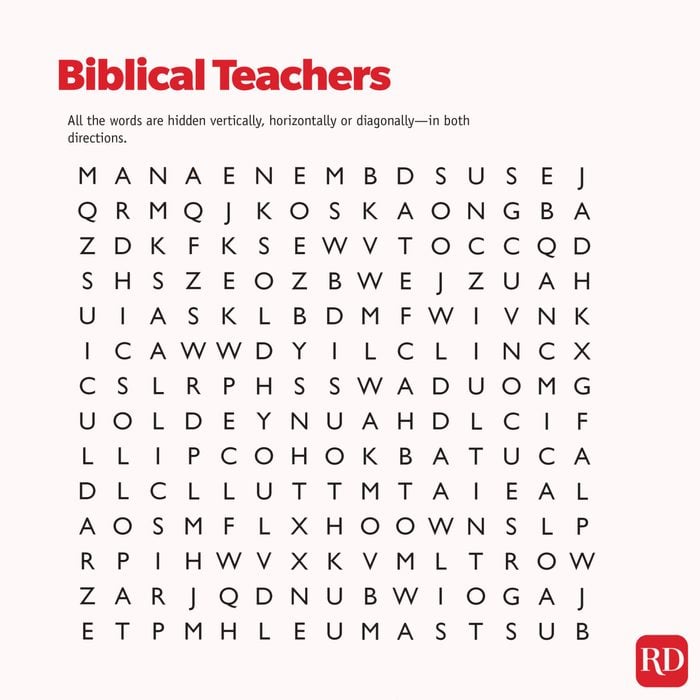 Biblical Teachers
All the words are hidden vertically, horizontally or diagonally—in both
directions.
M A N A E N E M B D S U S E J
Q R M Q J K O S K A O N G B A
Z D K F K S E W V T O C C Q D
S H S Z E O Z B W E J Z U A H
U I A S K L B D M F W I V N K
I C A W W D Y I L C L I N C X
C S L R P H S S W A D U O M G
U O L D E Y N U A H D L C I F
L L I P C O H O K B A T U C A
D L C L L U T T M T A I E A L
A O S M F L X H O O W N S L P
R P I H W V X K V M L T R O W
Z A R J Q D N U B W I O G A J
E T P M H L E U M A S T S U B
RD